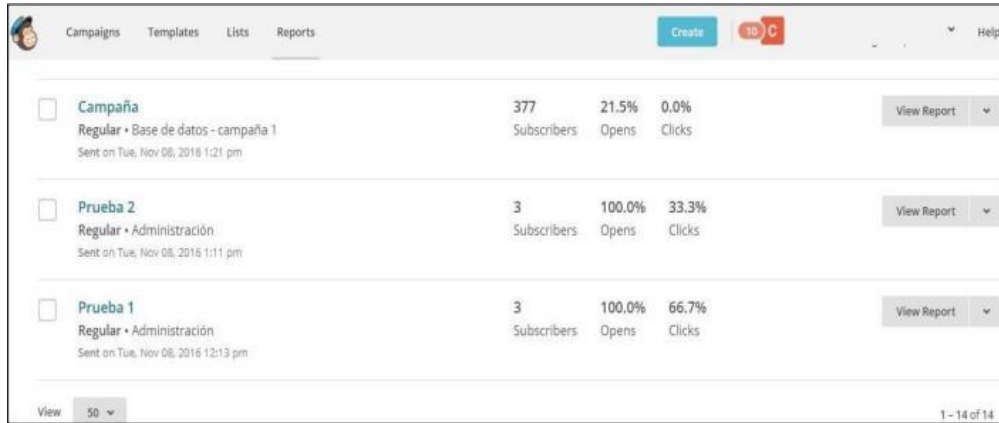 Campaigns Templates Lists Reports Create 10 C Help
Campaña 377 21.5% 0.0% View Report
Regular • Base de datos - campaña 1 Subscribers Opens Clicks
Sent on Tue, Nov 08, 2016 1:21 pm
Prueba 2 3 100.0% 33.3% View Report
Regular • Administración Subscribers Opens Clicks
Sent on Tue, Nov 08, 2016 1:11 pm
Prueba 1 3 100.0% 66.7% View Report
Regular • Administración Subscribers Opens Clicks
Sent on Tue, Nov 08, 2016 12:13 pm
View 50 1 - 14 of 14